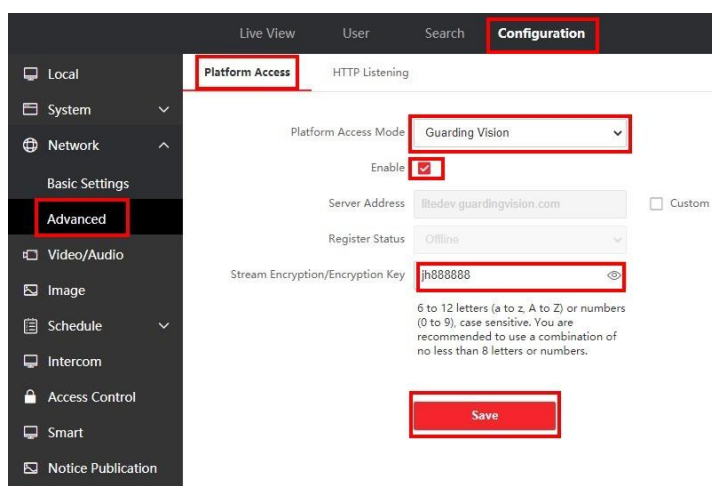 Live View User Search Configuration
Local
System
Network
Basic Settings
Advanced
Video/Audio
Image
Schedule
Intercom
Access Control
Smart
Notice Publication
Platform Access HTTP Listening
Platform Access Mode Guarding Vision
Enable
Server Address litedev.guardingvision.com Custom
Register Status Offline
Stream Encryption/Encryption Key jh888888
6 to 12 letters (a to z, A to Z) or numbers
(0 to 9), case sensitive. You are
recommended to use a combination of
no less than 8 letters or numbers.
Save